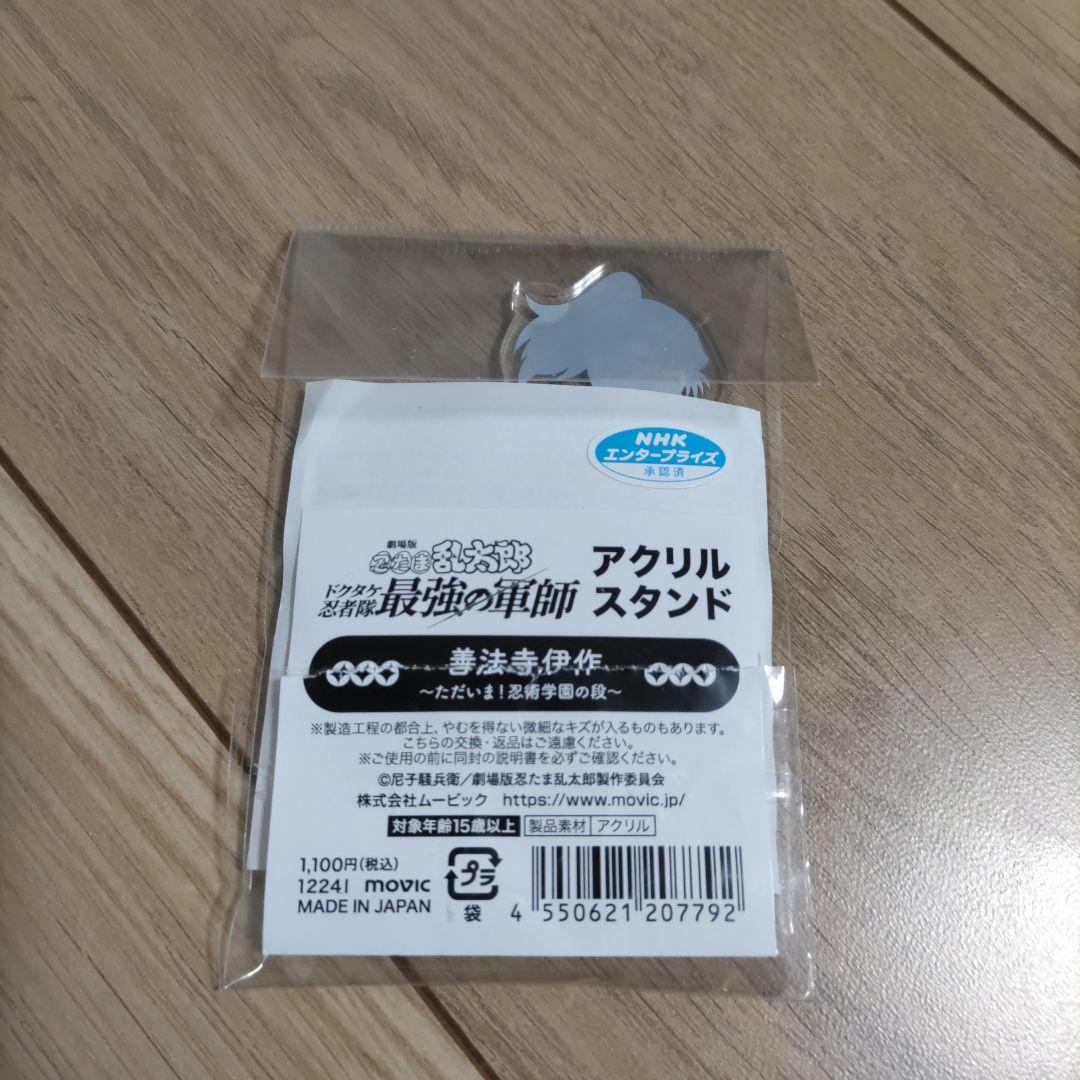 NHK
エンタープライズ
承認済
劇場版
忍たま乱太郎
ドクタケ忍者隊
最強の軍師
アクリル
スタンド
善法寺伊作
～ただいま!忍術学園の段～
※製造工程の都合上、やむを得ない微細なキズが入るものもあります。
こちらの交換・返品はご遠慮ください。
※ご使用の前に同封の説明書を必ずご確認ください。
©尼子騒兵衛／劇場版忍たま乱太郎製作委員会
株式会社ムービック https://www.movic.jp/
対象年齢15歳以上 製品素材 アクリル
1,100円(税込)
12241 movic
MADE IN JAPAN
プラ
袋
4 550621 207792